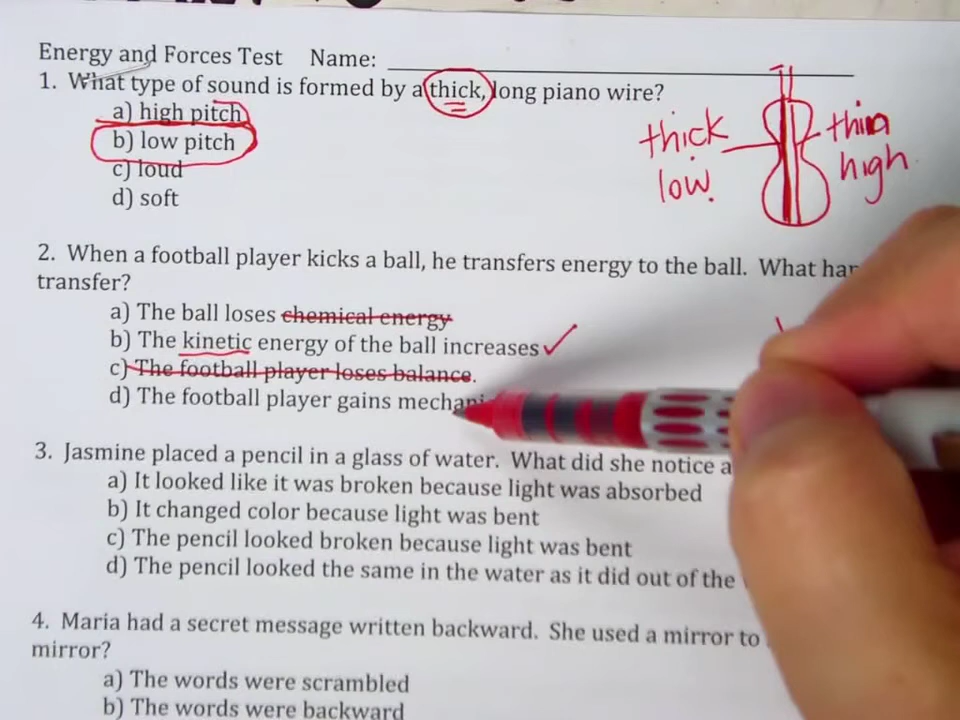 Energy and Forces Test Name:
1. What type of sound is formed by a thick, long piano wire?
a) high pitch
b) low pitch
c) loud
d) soft
thick
low.
thin
high
2. When a football player kicks a ball, he transfers energy to the ball. What
transfer?
a) The ball loses chemical energy
b) The kinetic energy of the ball increases
c) The football player loses balance.
d) The football player gains
3. Jasmine placed a pencil in a glass of water. What did she notice
a) It looked like it was broken because light was absorbed
b) It changed color because light was bent
c) The pencil looked broken because light was bent
d) The pencil looked the same in the water as it did out of the
4. Maria had a secret message written backward. She used a mirror to
mirror?
a) The words were scrambled
b) The words were backward